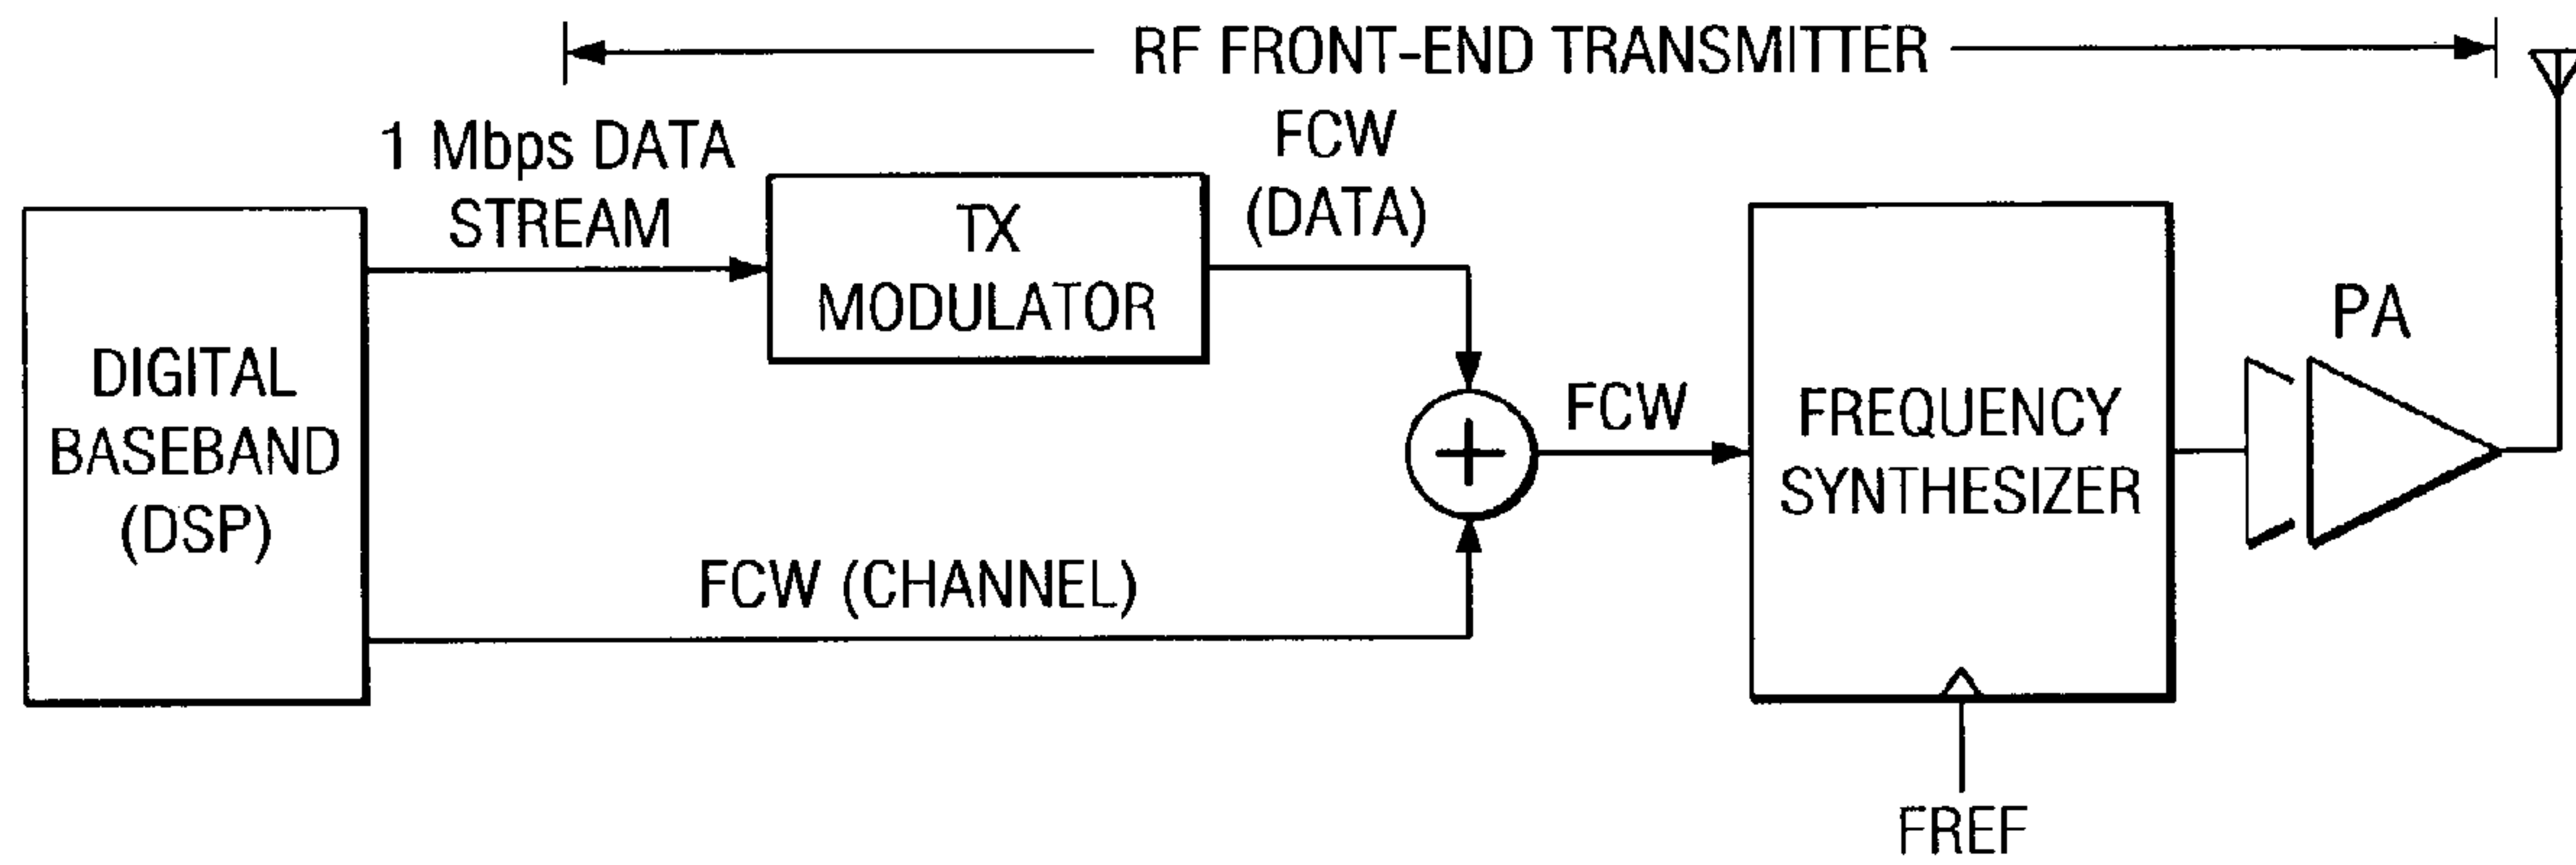 RF FRONT-END TRANSMITTER
1 Mbps DATA
STREAM
FCW
(DATA)
TX
MODULATOR
DIGITAL
BASEBAND
(DSP)
FCW (CHANNEL)
FCW
FREQUENCY
SYNTHESIZER
PA
FREF